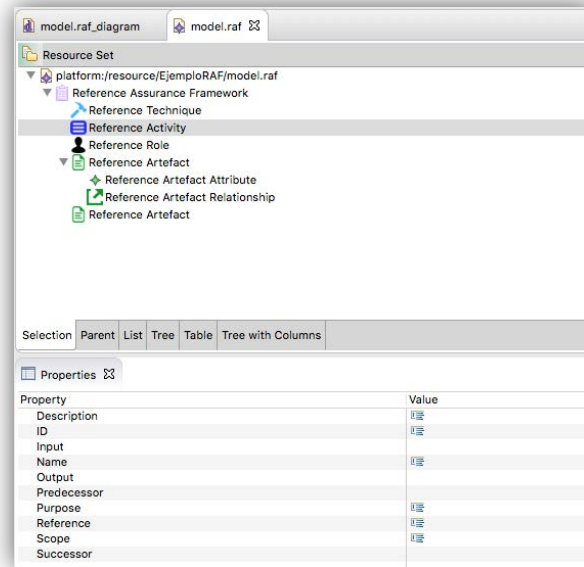 model.raf_diagram model.raf
Resource Set
platform:/resource/EjemploRAF/model.raf
Reference Assurance Framework
Reference Technique
Reference Activity
Reference Role
Reference Artefact
Reference Artefact Attribute
Reference Artefact Relationship
Reference Artefact
Selection Parent List Tree Table Tree with Columns
Properties
Property Value
Description
ID
Input
Name
Output
Predecessor
Purpose
Reference
Scope
Successor